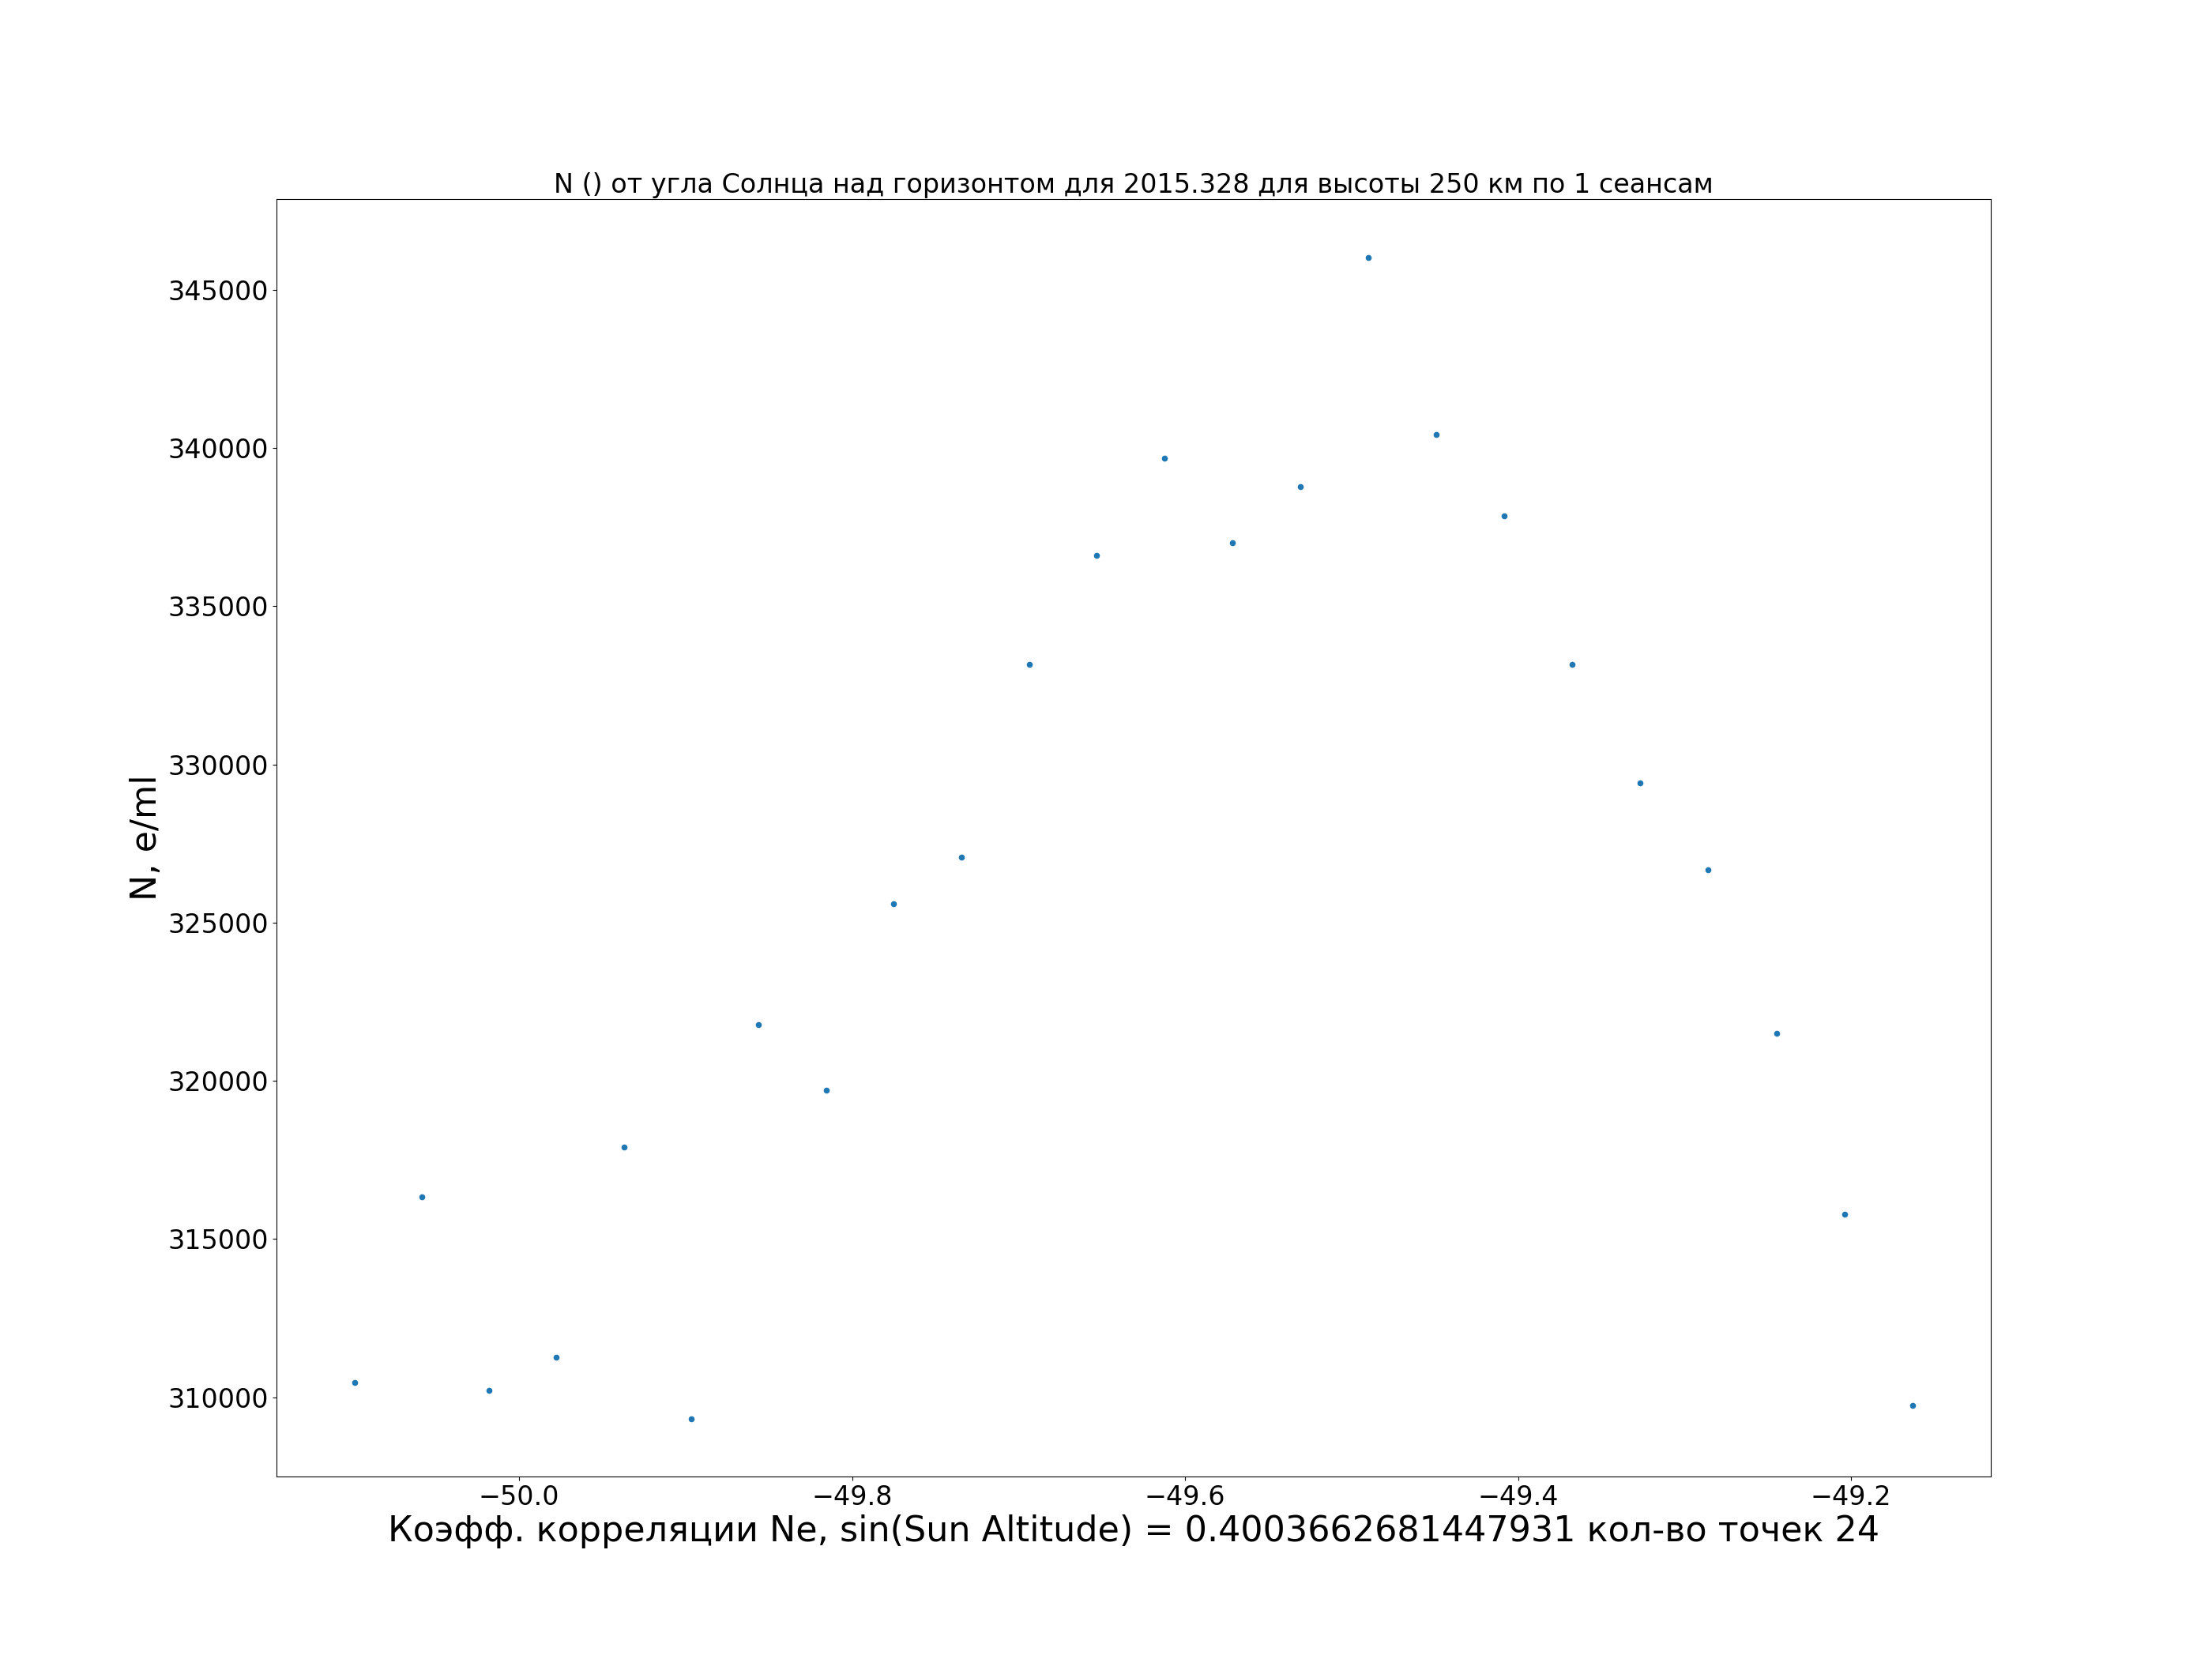 N () от угла Солнца над горизонтом для 2015.328 для высоты 250 км по 1 сеансам
345000
340000
335000
330000
325000
320000
315000
310000
N, e/ml
−50.0 −49.8 −49.6 −49.4 −49.2
Коэфф. корреляции Ne, sin(Sun Altitude) = 0.4003662681447931 кол-во точек 24